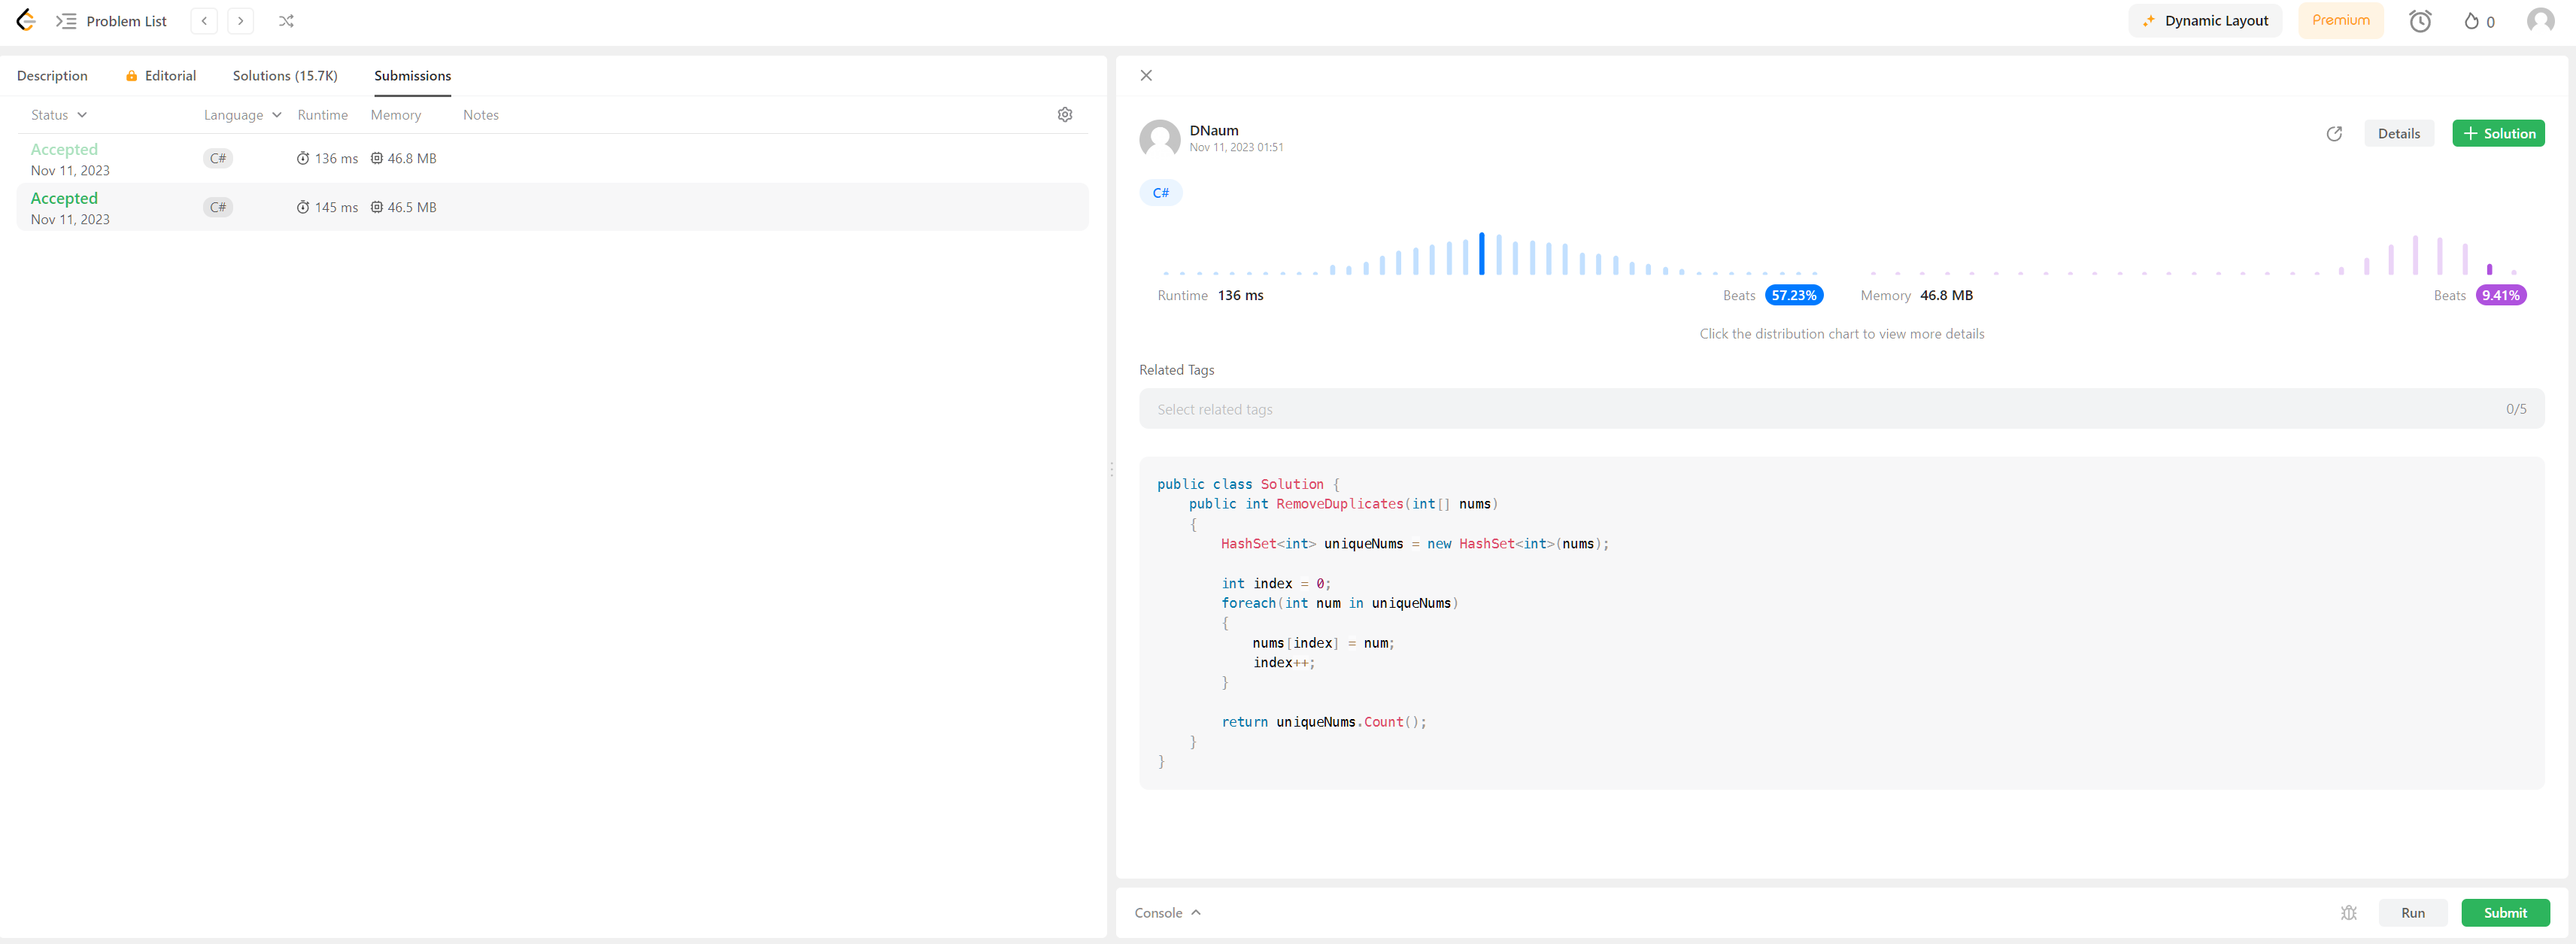 Problem List
Dynamic Layout
Premium
0
Description
Editorial
Solutions (15.7K)
Submissions
Status
Language
Runtime
Memory
Notes
Accepted
Nov 11, 2023
C#
136 ms
46.8 MB
Accepted
Nov 11, 2023
C#
145 ms
46.5 MB
DNaum
Nov 11, 2023 01:51
Details
+ Solution
C#
Runtime 136 ms
Beats 57.23%
Memory 46.8 MB
Beats 9.41%
Click the distribution chart to view more details
Related Tags
Select related tags
0/5
public class Solution {
    public int RemoveDuplicates(int[] nums)
    {
        HashSet<int> uniqueNums = new HashSet<int>(nums);

        int index = 0;
        foreach(int num in uniqueNums)
        {
            nums[index] = num;
            index++;
        }

        return uniqueNums.Count();
    }
}
Console
Run
Submit